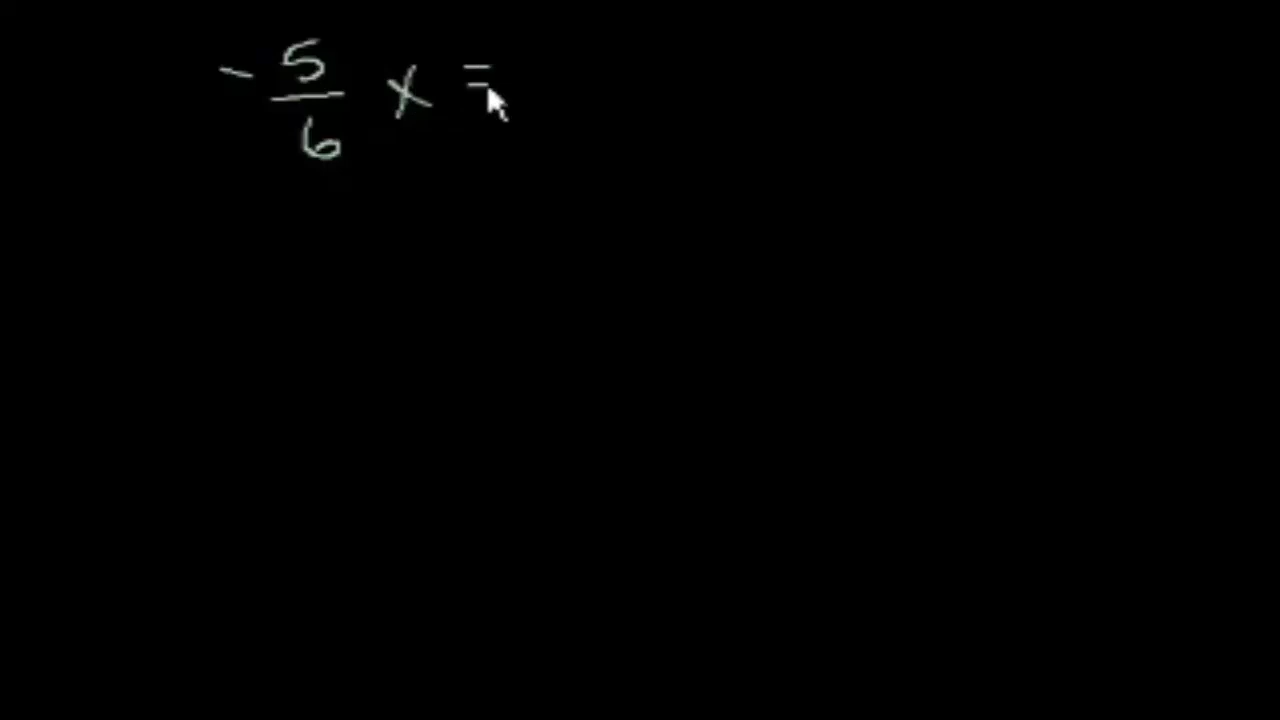 - 5/6 x =